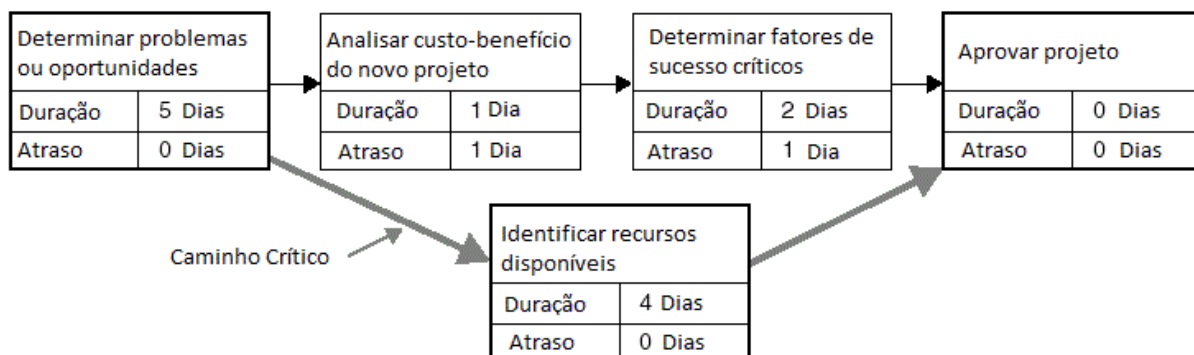 Determinar problemas
ou oportunidades
Duração 5 Dias
Atraso 0 Dias
Analisar custo-benefício
do novo projeto
Duração 1 Dia
Atraso 1 Dia
Determinar fatores de
sucesso críticos
Duração 2 Dias
Atraso 1 Dia
Aprovar projeto
Duração 0 Dias
Atraso 0 Dias
Caminho Crítico
Identificar recursos
disponíveis
Duração 4 Dias
Atraso 0 Dias